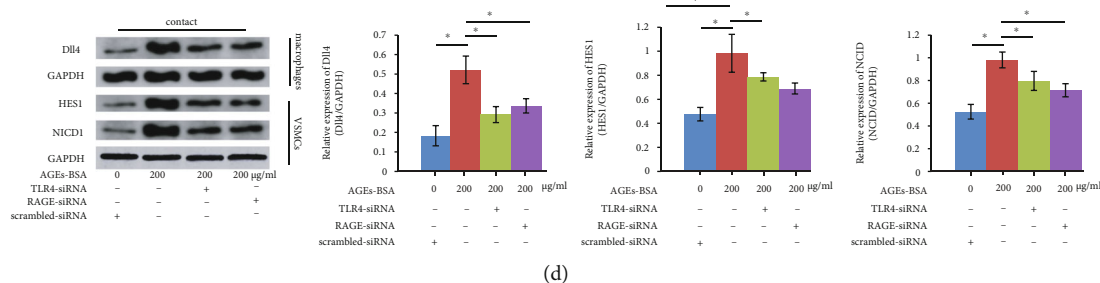 contact
Dll4
GAPDH
macrophages
HES1
NICD1
GAPDH
VSMCs
AGEs-BSA 0 200 200 200 μg/ml
TLR4-siRNA – – + –
RAGE-siRNA – – – +
scrambled-siRNA + – – –
Relative expression of Dll4
(Dll4/GAPDH)
0.7
0.6
0.5
0.4
0.3
0.2
0.1
0
* * *
AGEs-BSA 0 200 200 200 μg/ml
TLR4-siRNA – – + –
RAGE-siRNA – – – +
scrambled-siRNA + – – –
Relative expression of HES1
(HES1/GAPDH)
1.2
1
0.8
0.6
0.4
0.2
0
* *
AGEs-BSA 0 200 200 200 μg/ml
TLR4-siRNA – – + –
RAGE-siRNA – – – +
scrambled-siRNA + – – –
Relative expression of NCID
(NCID/GAPDH)
1.2
1
0.8
0.6
0.4
0.2
0
* * *
AGEs-BSA 0 200 200 200 μg/ml
TLR4-siRNA – – + –
RAGE-siRNA – – – +
scrambled-siRNA + – – –
(d)